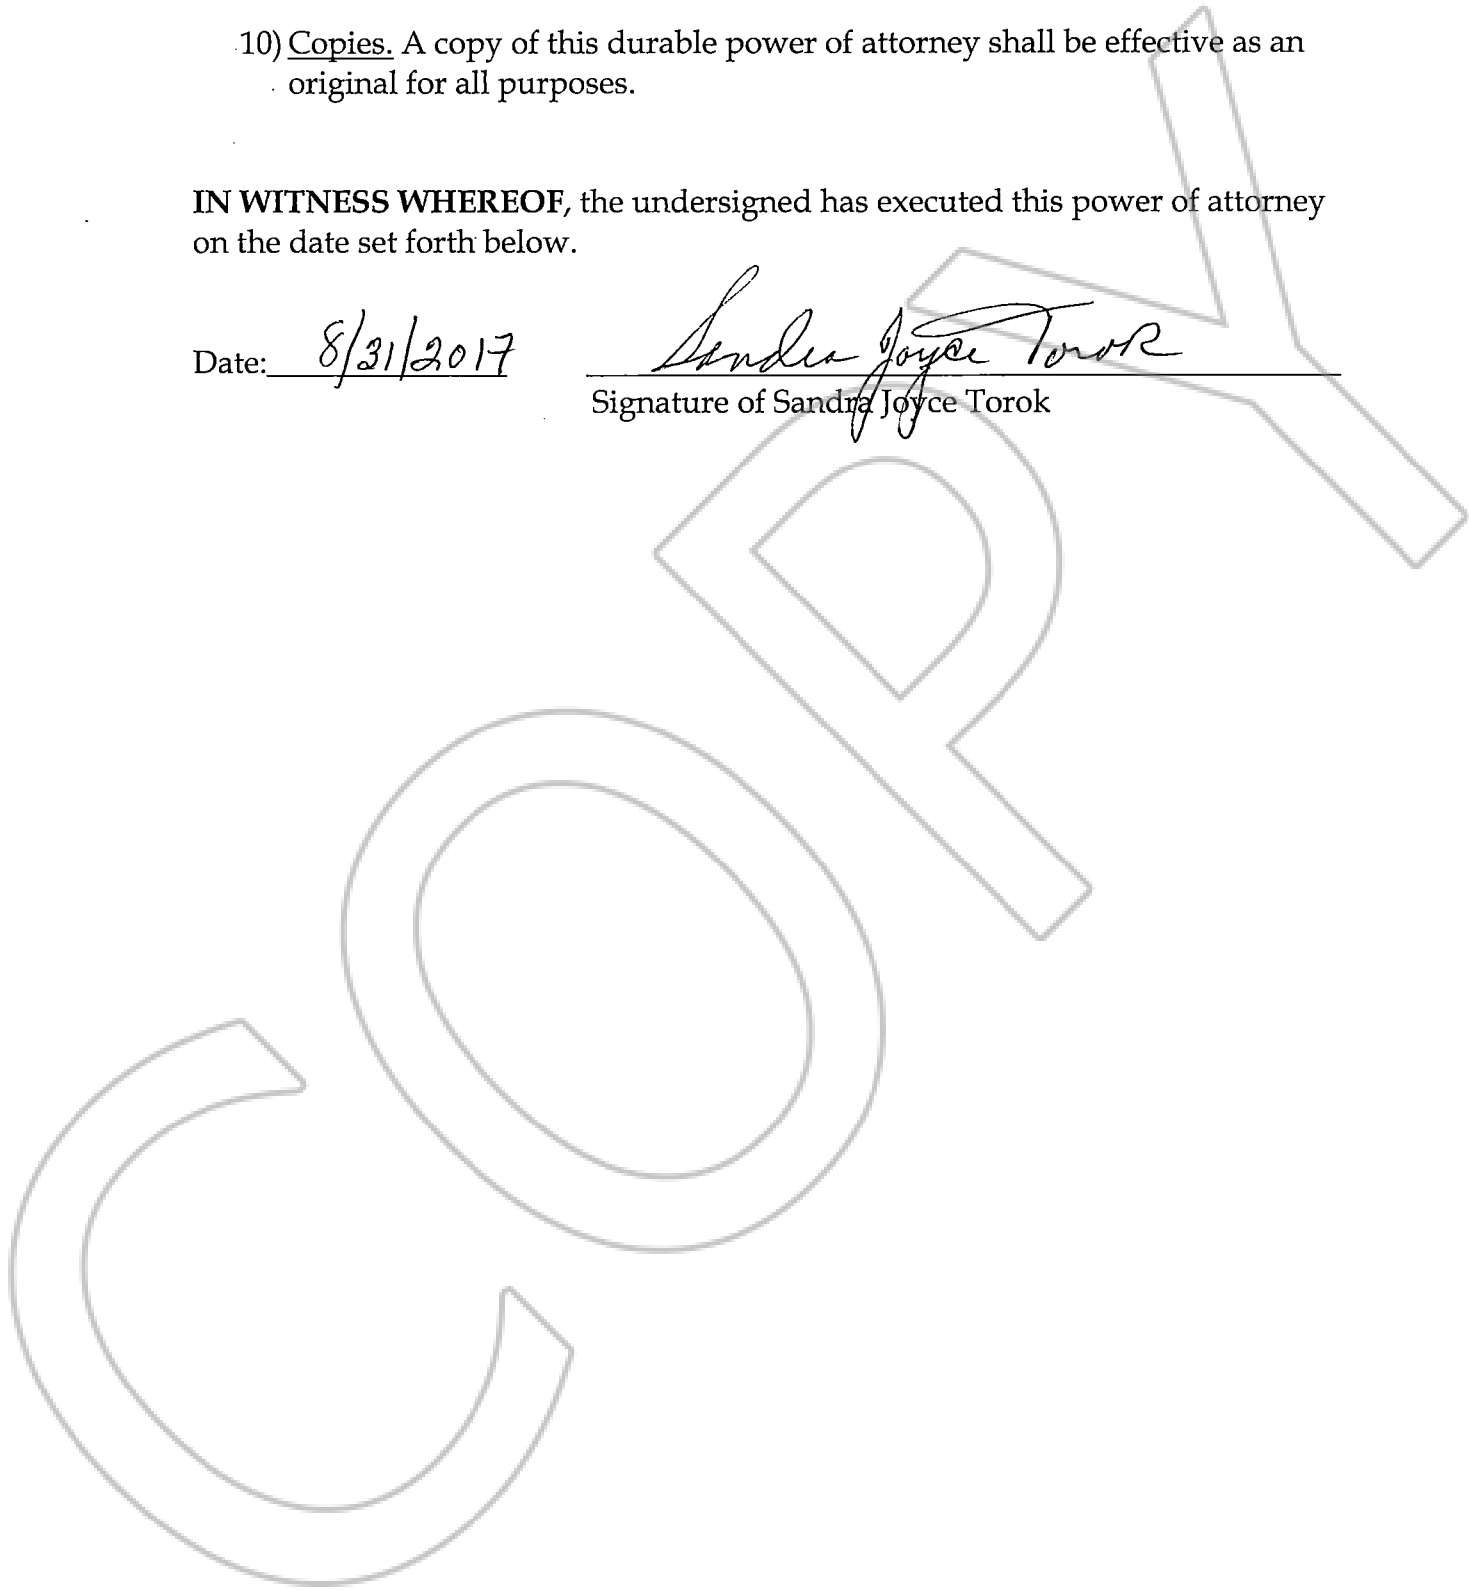 10) Copies. A copy of this durable power of attorney shall be effective as an
original for all purposes.
IN WITNESS WHEREOF, the undersigned has executed this power of attorney
on the date set forth below.
Date: 8/31/2017 Sandra Joyce Torok
Signature of Sandra Joyce Torok
COPY